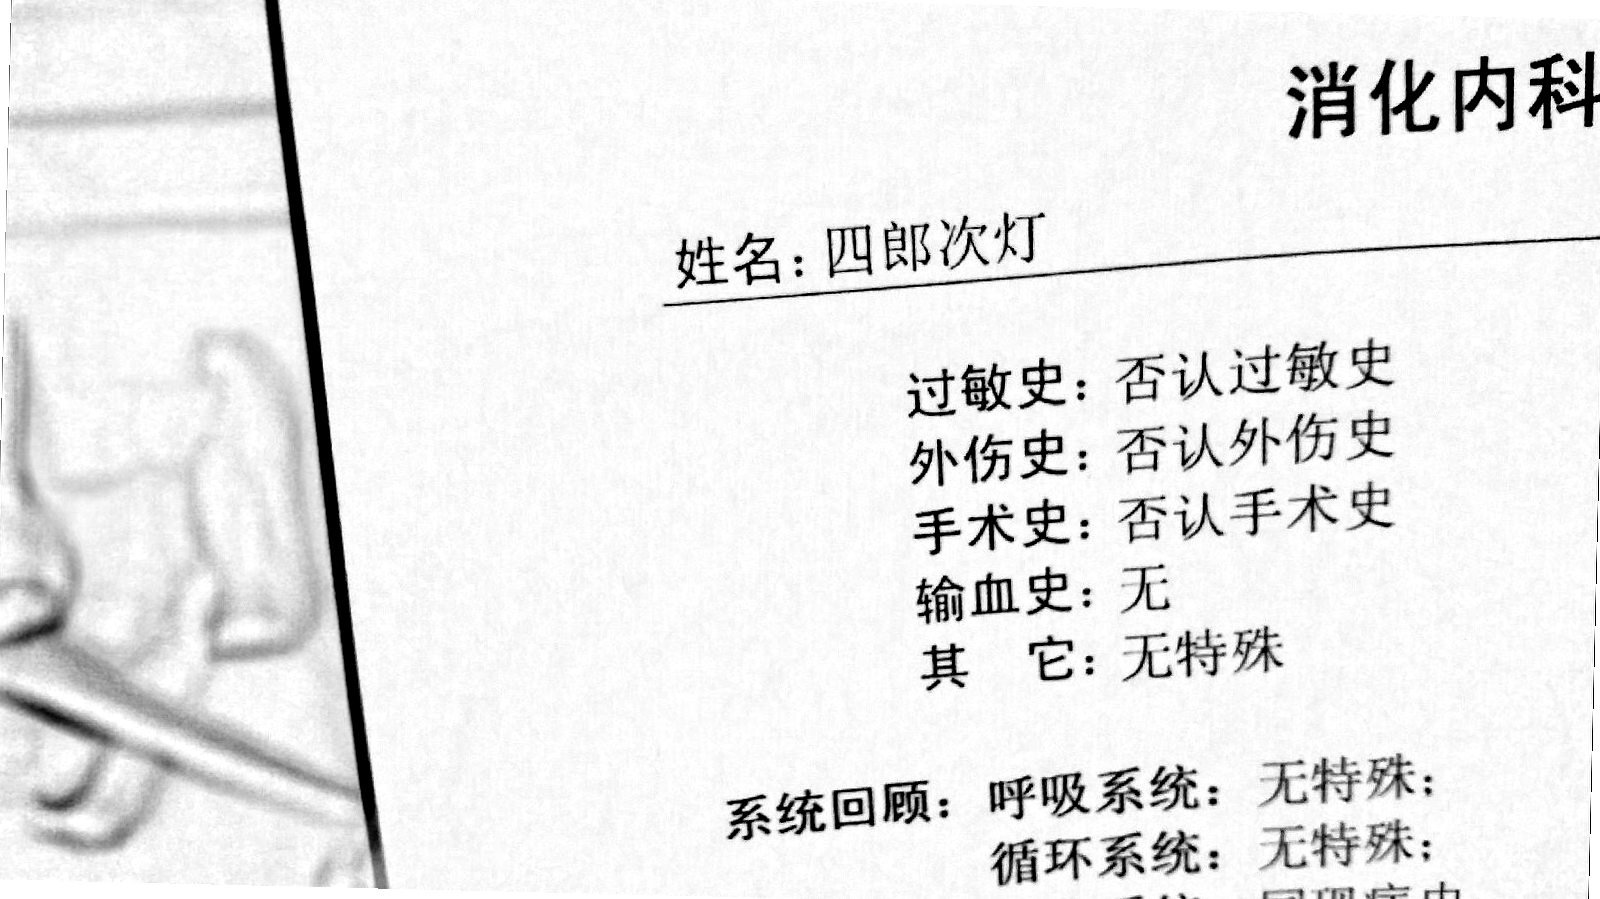 消化内科
姓名：四郎次灯
过敏史：否认过敏史
外伤史：否认外伤史
手术史：否认手术史
输血史：无
其　它：无特殊
系统回顾：呼吸系统：无特殊；
循环系统：无特殊；